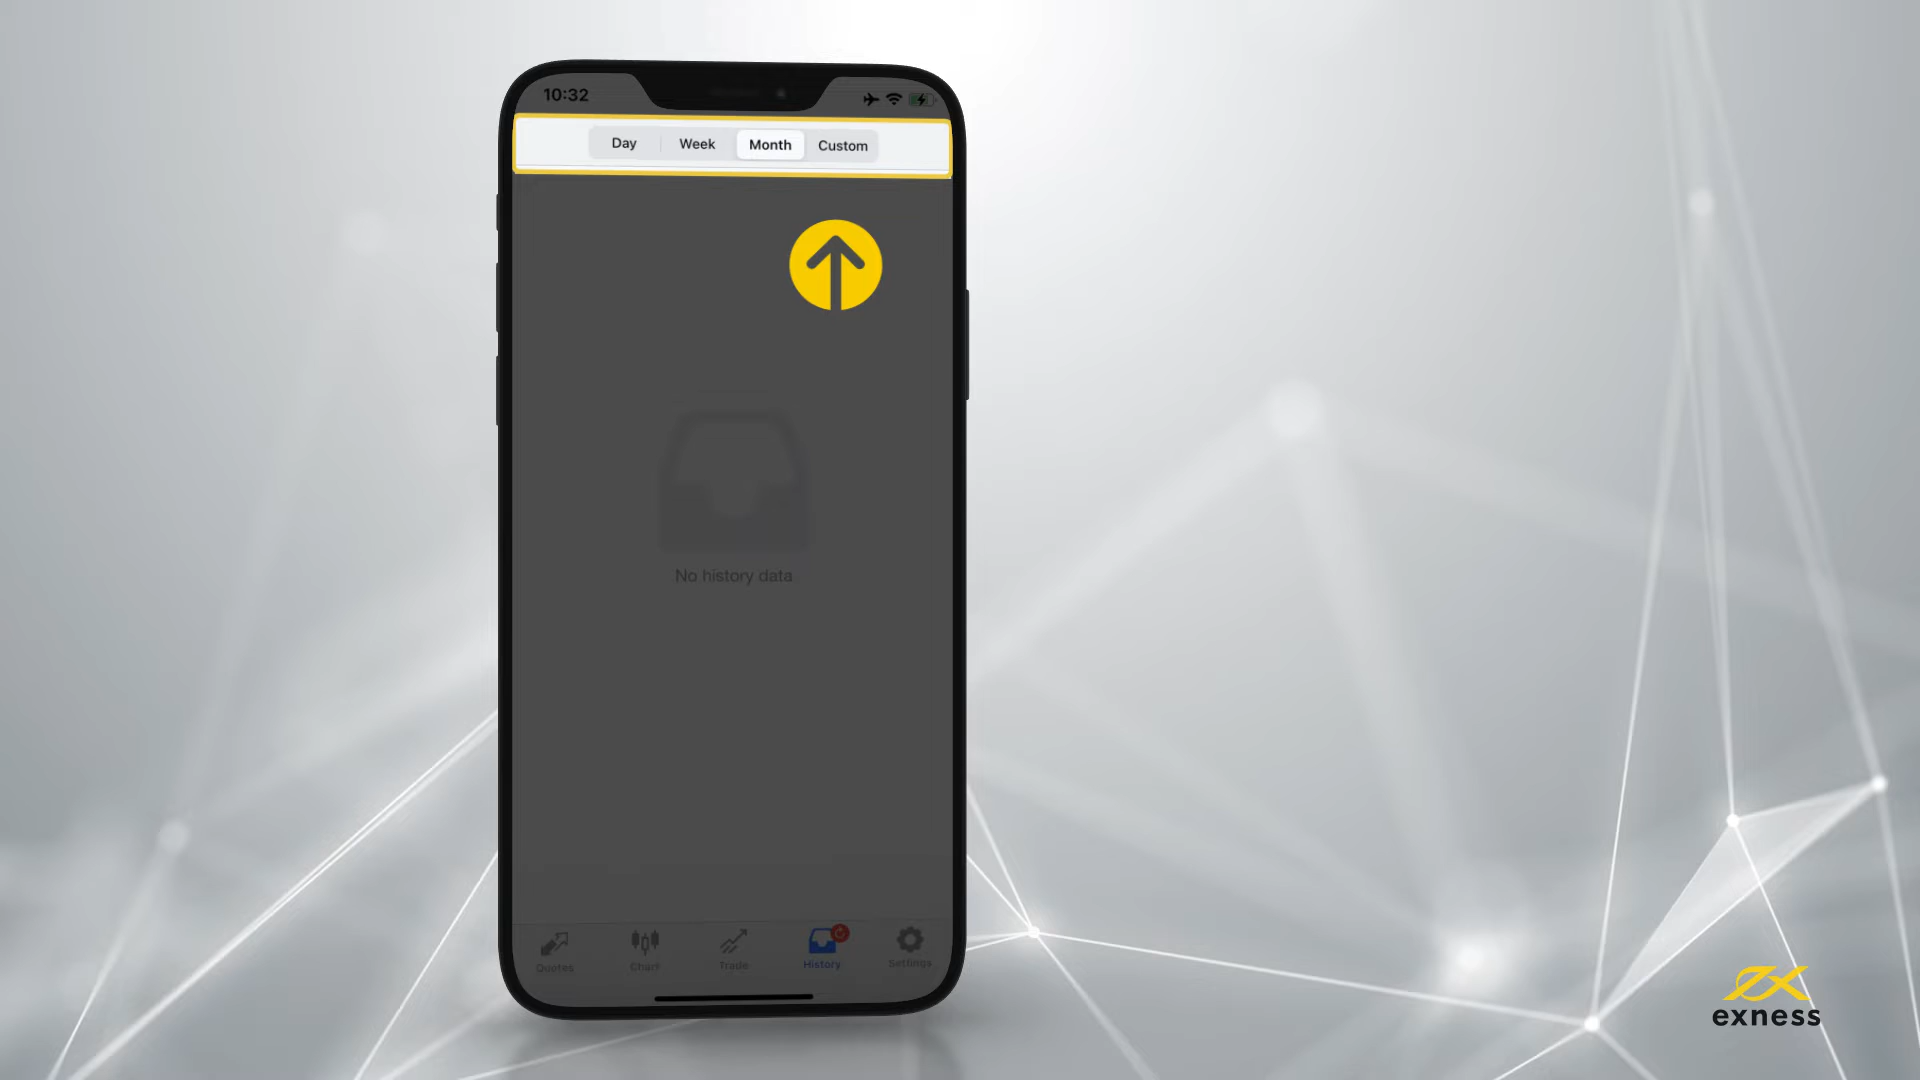 10:32
Day Week Month Custom
No history data
Quotes Chart Trade History Settings
exness